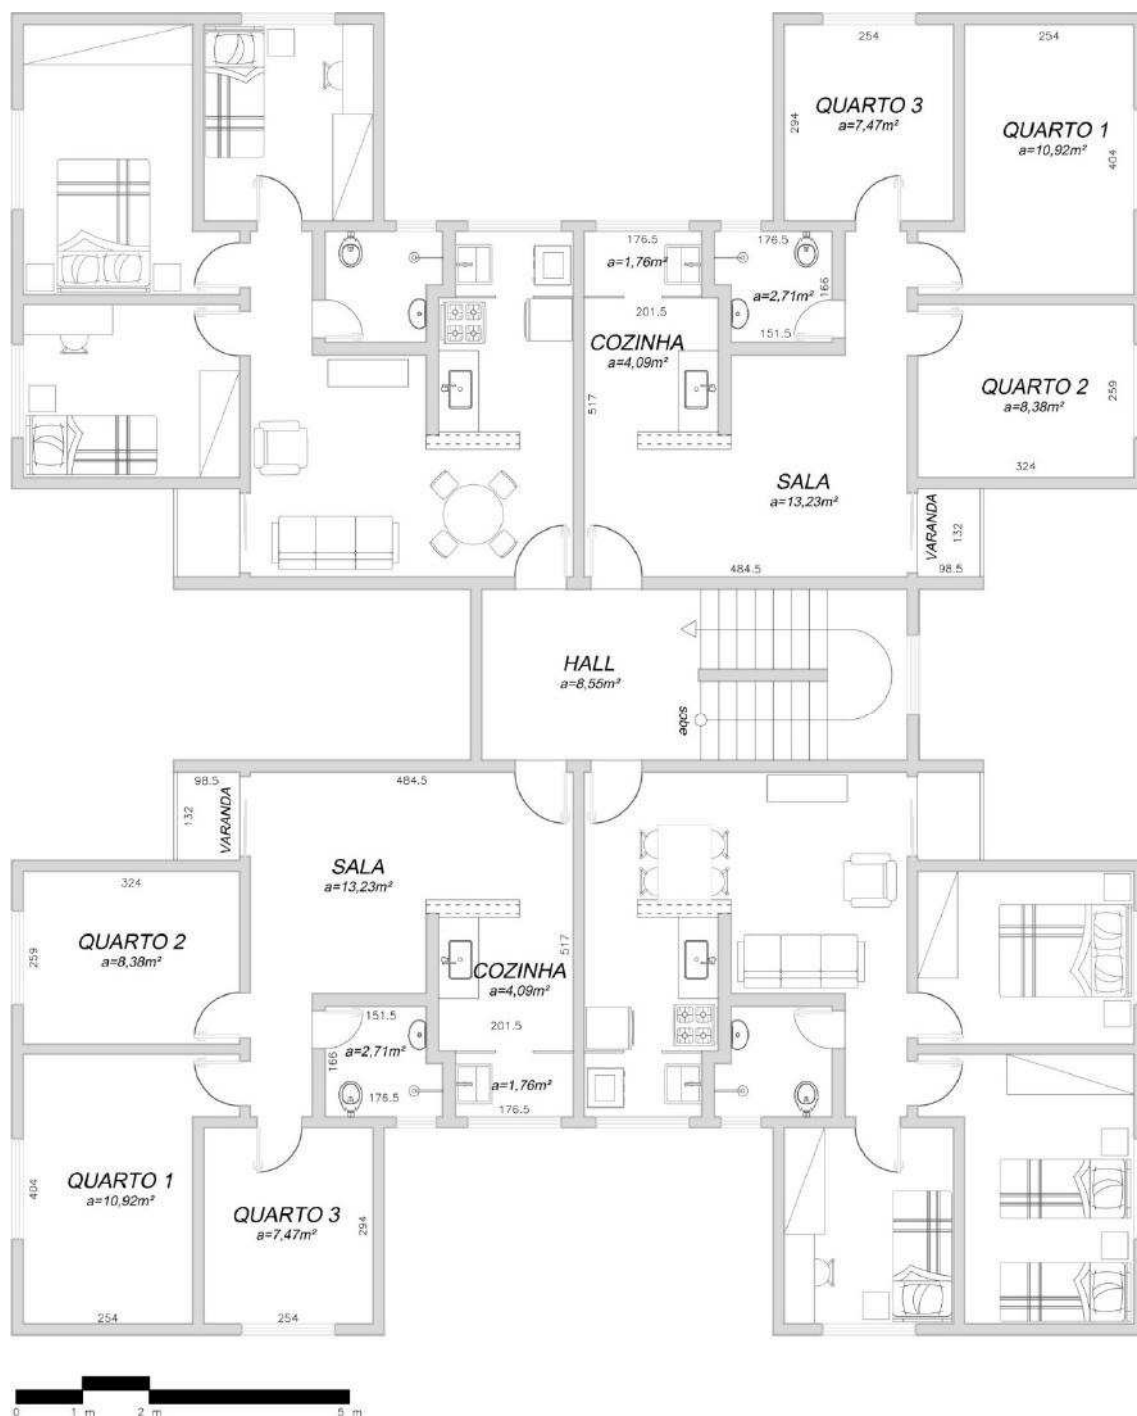 254
254
QUARTO 3
a=7,47m²
294
QUARTO 1
a=10,92m²
404
176.5
a=1,76m²
176.5
a=2,71m²
166
151.5
201.5
COZINHA
a=4,09m²
517
QUARTO 2
a=8,38m²
259
324
SALA
a=13,23m²
484.5
VARANDA
132
98.5
HALL
a=8,55m²
sobe
98.5
132
VARANDA
484.5
SALA
a=13,23m²
324
QUARTO 2
a=8,38m²
259
517
COZINHA
a=4,09m²
201.5
151.5
a=2,71m²
166
176.5
a=1,76m²
176.5
QUARTO 1
a=10,92m²
404
254
QUARTO 3
a=7,47m²
294
254
0 1 m 2 m 5 m